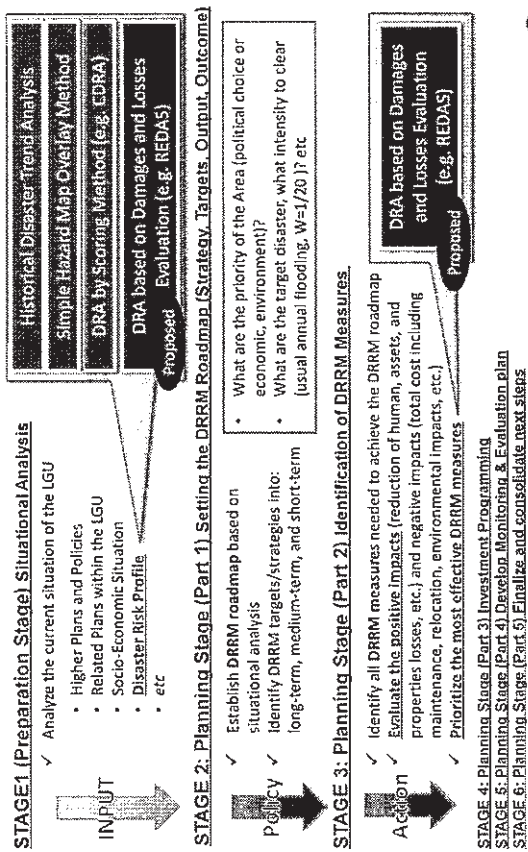 STAGE1 (Preparation Stage) Situational Analysis
INPUT
✓ Analyze the current situation of the LGU
• Higher Plans and Policies
• Related Plans within the LGU
• Socio-Economic Situation
• Disaster Risk Profile
• etc
Historical Disaster Trend Analysis
Simple Hazard Map Overlay Method
DRA by Scoring Method (e.g. CDRA)
DRA based on Damages and Losses
Evaluation (e.g. REDAS)
Proposed
STAGE 2: Planning Stage (Part 1) Setting the DRRM Roadmap (Strategy, Targets, Output, Outcome)
Policy
✓ Establish DRRM roadmap based on
situational analysis
✓ Identify DRRM targets/strategies into:
long-term, medium-term, and short-term
• What are the priority of the Area (political choice or
economic, environment)?
• What are the target disaster, what intensity to clear
(usual annual flooding, W=1/20 )? etc
STAGE 3: Planning Stage (Part 2) Identification of DRRM Measures
Action
✓ Identify all DRRM measures needed to achieve the DRRM roadmap
✓ Evaluate the positive impacts (reduction of human, assets, and
properties losses, etc.) and negative impacts (total cost including
maintenance, relocation, environmental impacts, etc.)
✓ Prioritize the most effective DRRM measures
DRA based on Damages
and Losses Evaluation
(e.g. REDAS)
Proposed
STAGE 4: Planning Stage (Part 3) Investment Programming
STAGE 5: Planning Stage (Part 4) Develop Monitoring & Evaluation plan
STAGE 6: Planning Stage (Part 5) Finalize and consolidate next steps